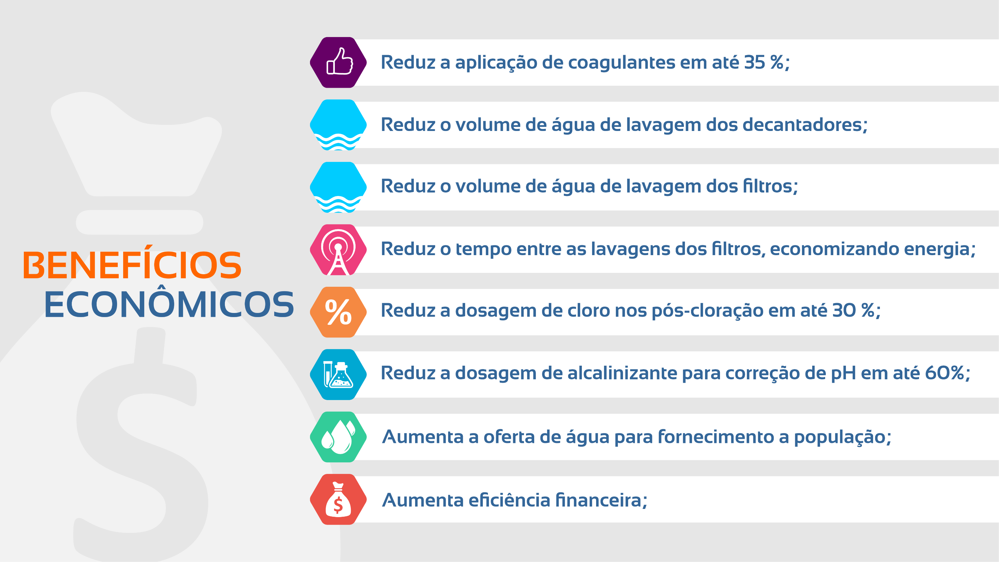 BENEFÍCIOS
ECONÔMICOS
Reduz a aplicação de coagulantes em até 35 %;
Reduz o volume de água de lavagem dos decantadores;
Reduz o volume de água de lavagem dos filtros;
Reduz o tempo entre as lavagens dos filtros, economizando energia;
%
Reduz a dosagem de cloro nos pós-cloração em até 30 %;
Reduz a dosagem de alcalinizante para correção de pH em até 60%;
Aumenta a oferta de água para fornecimento a população;
$
Aumenta eficiência financeira;
$